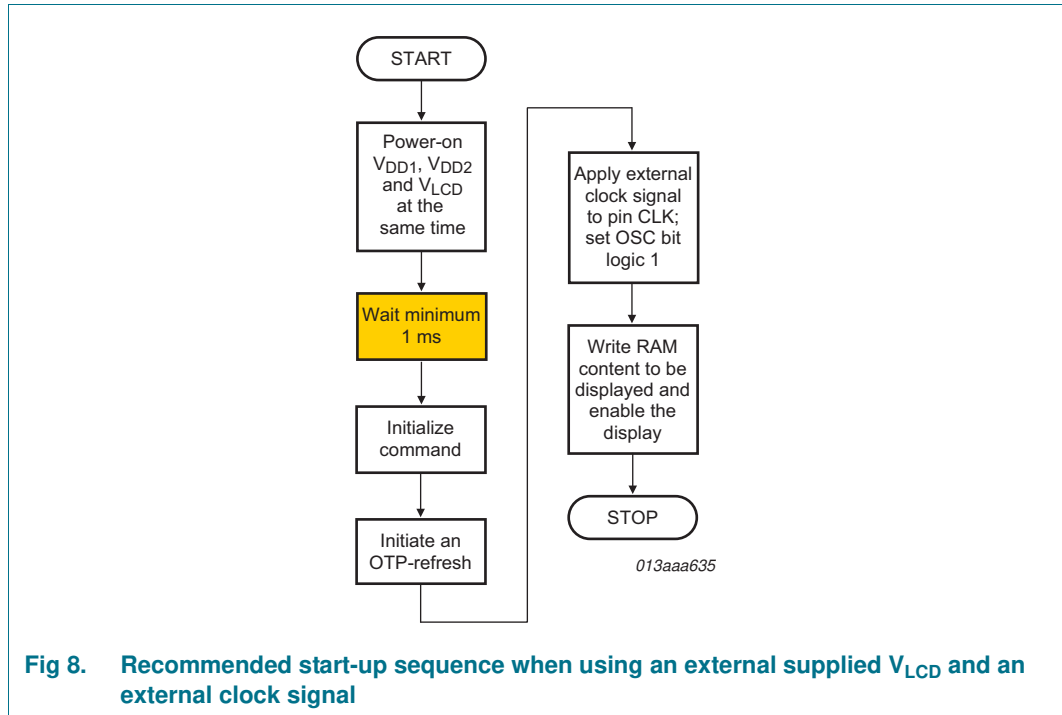 START
Power-on
VDD1, VDD2
and VLCD
at the
same time
Wait minimum
1 ms
Initialize
command
Initiate an
OTP-refresh
Apply external
clock signal
to pin CLK;
set OSC bit
logic 1
Write RAM
content to be
displayed and
enable the
display
STOP
013aaa635
Fig 8. Recommended start-up sequence when using an external supplied VLCD and an
external clock signal